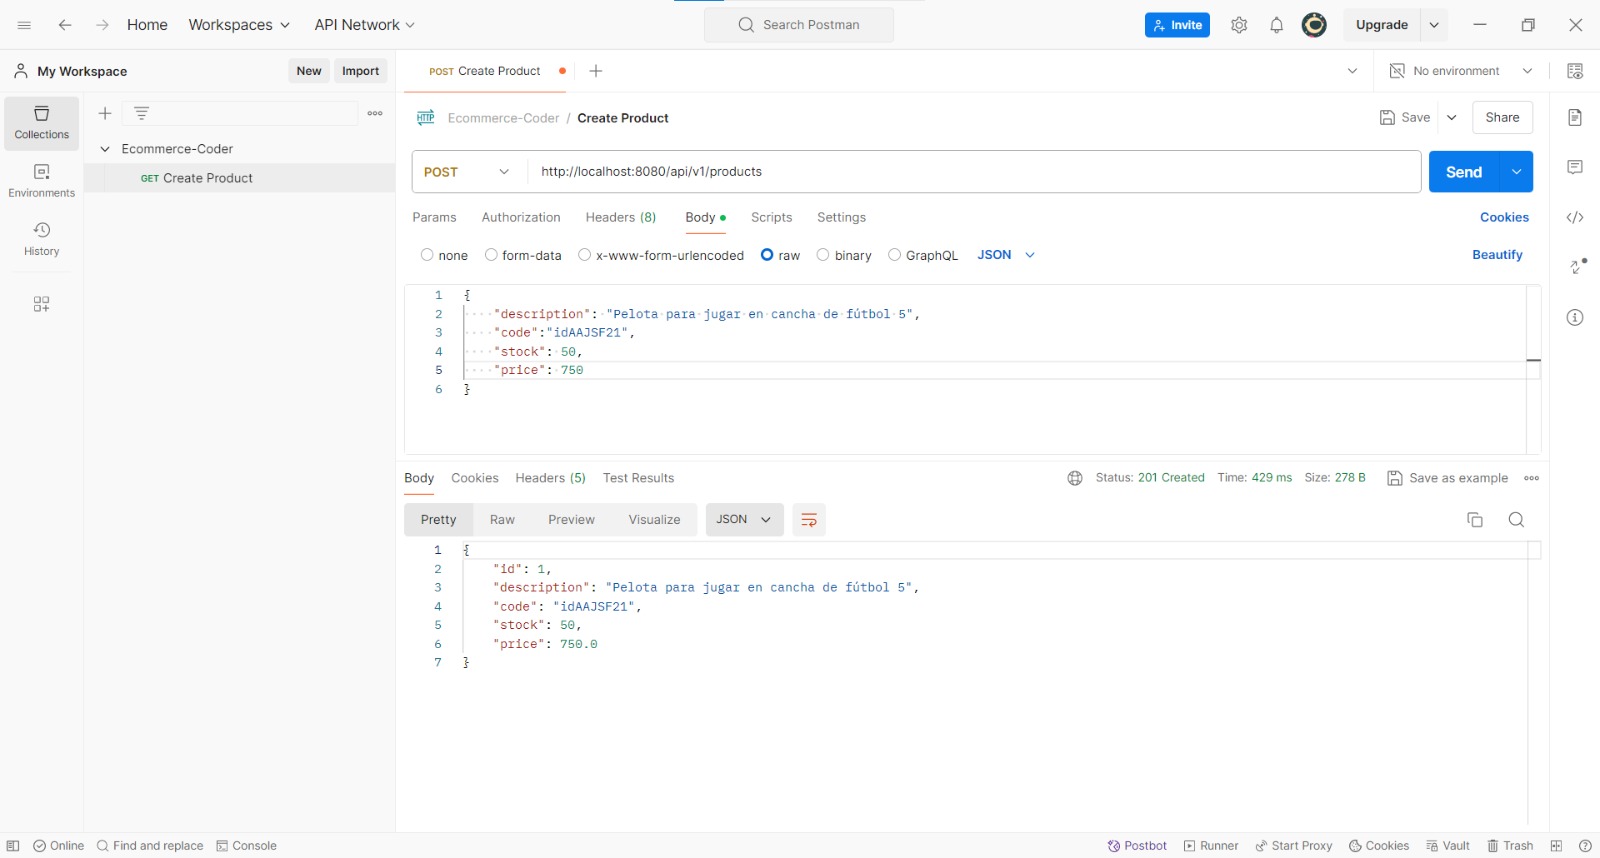 Home Workspaces API Network Search Postman Invite Upgrade
My Workspace New Import POST Create Product No environment
Collections
Environments
History
Ecommerce-Coder
GET Create Product
HTTP Ecommerce-Coder / Create Product Save Share
POST http://localhost:8080/api/v1/products Send
Params Authorization Headers (8) Body Scripts Settings Cookies
none form-data x-www-form-urlencoded raw binary GraphQL JSON Beautify
1 {
2 "description": "Pelota para jugar en cancha de fútbol 5",
3 "code":"idAAJSF21",
4 "stock": 50,
5 "price": 750
6 }
Body Cookies Headers (5) Test Results Status: 201 Created Time: 429 ms Size: 278 B Save as example
Pretty Raw Preview Visualize JSON
1 {
2 "id": 1,
3 "description": "Pelota para jugar en cancha de fútbol 5",
4 "code": "idAAJSF21",
5 "stock": 50,
6 "price": 750.0
7 }
Online Find and replace Console Postbot Runner Start Proxy Cookies Vault Trash